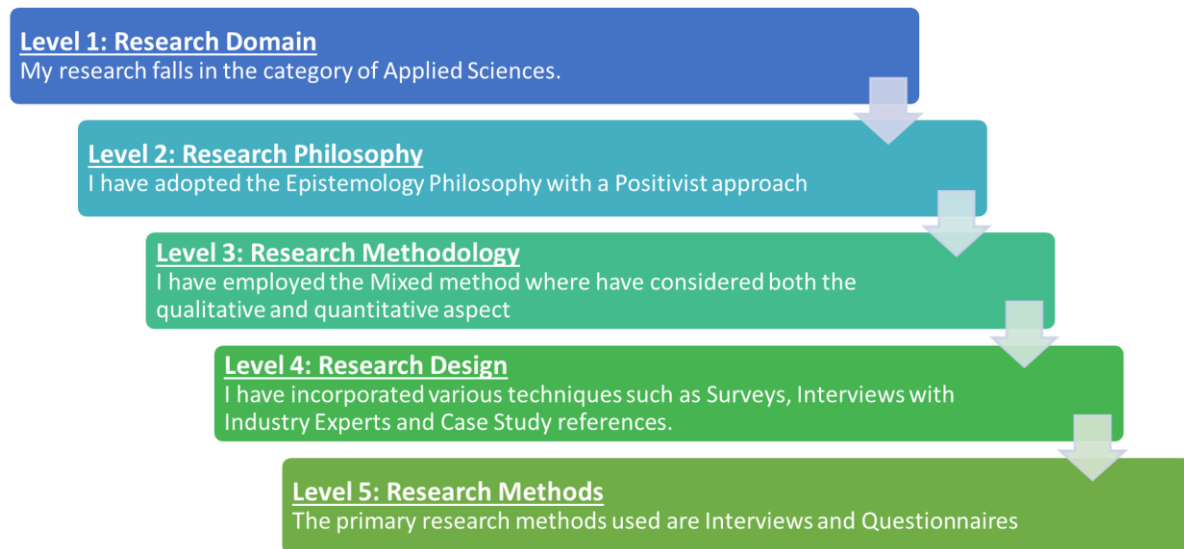 Level 1: Research Domain
My research falls in the category of Applied Sciences.
Level 2: Research Philosophy
I have adopted the Epistemology Philosophy with a Positivist approach
Level 3: Research Methodology
I have employed the Mixed method where have considered both the
qualitative and quantitative aspect
Level 4: Research Design
I have incorporated various techniques such as Surveys, Interviews with
Industry Experts and Case Study references.
Level 5: Research Methods
The primary research methods used are Interviews and Questionnaires